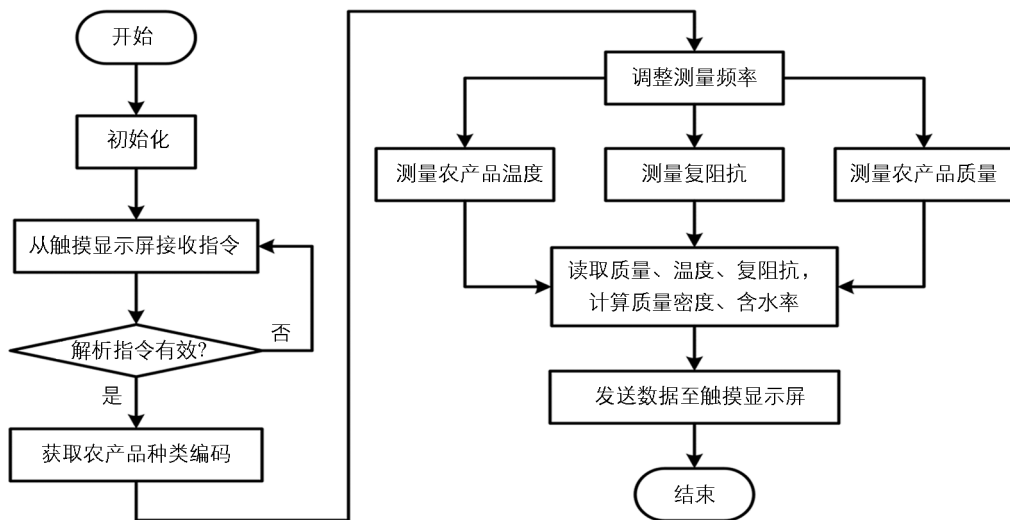 开始
初始化
从触摸显示屏接收指令
解析指令有效?
否
是
获取农产品种类编码
调整测量频率
测量农产品温度
测量复阻抗
测量农产品质量
读取质量、温度、复阻抗，
计算质量密度、含水率
发送数据至触摸显示屏
结束